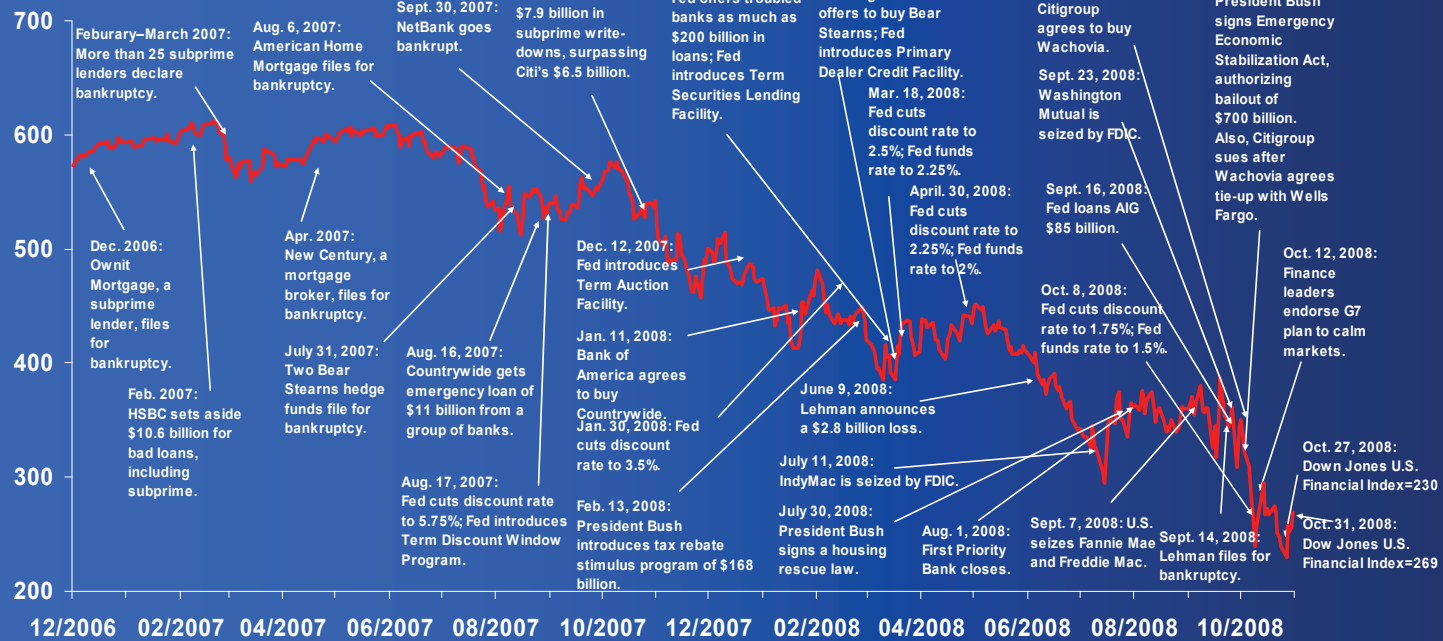 700
600
500
400
300
200
12/2006
02/2007
04/2007
06/2007
08/2007
10/2007
12/2007
02/2008
04/2008
06/2008
08/2008
10/2008
Feburary–March 2007:
More than 25 subprime
lenders declare
bankruptcy.
Aug. 6, 2007:
American Home
Mortgage files for
bankruptcy.
Sept. 30, 2007:
NetBank goes
bankrupt.
$7.9 billion in
subprime write-
downs, surpassing
Citi's $6.5 billion.
Fed offers troubled
banks as much as
$200 billion in
loans; Fed
introduces Term
Securities Lending
Facility.
offers to buy Bear
Stearns; Fed
introduces Primary
Dealer Credit Facility.
Mar. 18, 2008:
Fed cuts
discount rate to
2.5%; Fed funds
rate to 2.25%.
April. 30, 2008:
Fed cuts
discount rate to
2.25%; Fed funds
rate to 2%.
Citigroup
agrees to buy
Wachovia.
Sept. 23, 2008:
Washington
Mutual is
seized by FDIC.
Sept. 16, 2008:
Fed loans AIG
$85 billion.
Oct. 8, 2008:
Fed cuts discount
rate to 1.75%; Fed
funds rate to 1.5%.
President Bush
signs Emergency
Economic
Stabilization Act,
authorizing
bailout of
$700 billion.
Also, Citigroup
sues after
Wachovia agrees
tie-up with Wells
Fargo.
Oct. 12, 2008:
Finance
leaders
endorse G7
plan to calm
markets.
Dec. 2006:
Ownit
Mortgage, a
subprime
lender, files
for
bankruptcy.
Feb. 2007:
HSBC sets aside
$10.6 billion for
bad loans,
including
subprime.
Apr. 2007:
New Century, a
mortgage
broker, files for
bankruptcy.
July 31, 2007:
Two Bear
Stearns hedge
funds file for
bankruptcy.
Aug. 16, 2007:
Countrywide gets
emergency loan of
$11 billion from a
group of banks.
Aug. 17, 2007:
Fed cuts discount rate
to 5.75%; Fed introduces
Term Discount Window
Program.
Dec. 12, 2007:
Fed introduces
Term Auction
Facility.
Jan. 11, 2008:
Bank of
America agrees
to buy
Countrywide.
Jan. 30, 2008: Fed
cuts discount
rate to 3.5%.
Feb. 13, 2008:
President Bush
introduces tax rebate
stimulus program of $168
billion.
June 9, 2008:
Lehman announces
a $2.8 billion loss.
July 11, 2008:
IndyMac is seized by FDIC.
July 30, 2008:
President Bush
signs a housing
rescue law.
Aug. 1, 2008:
First Priority
Bank closes.
Sept. 7, 2008: U.S.
seizes Fannie Mae
and Freddie Mac.
Sept. 14, 2008:
Lehman files for
bankruptcy.
Oct. 27, 2008:
Down Jones U.S.
Financial Index=230
Oct. 31, 2008:
Dow Jones U.S.
Financial Index=269